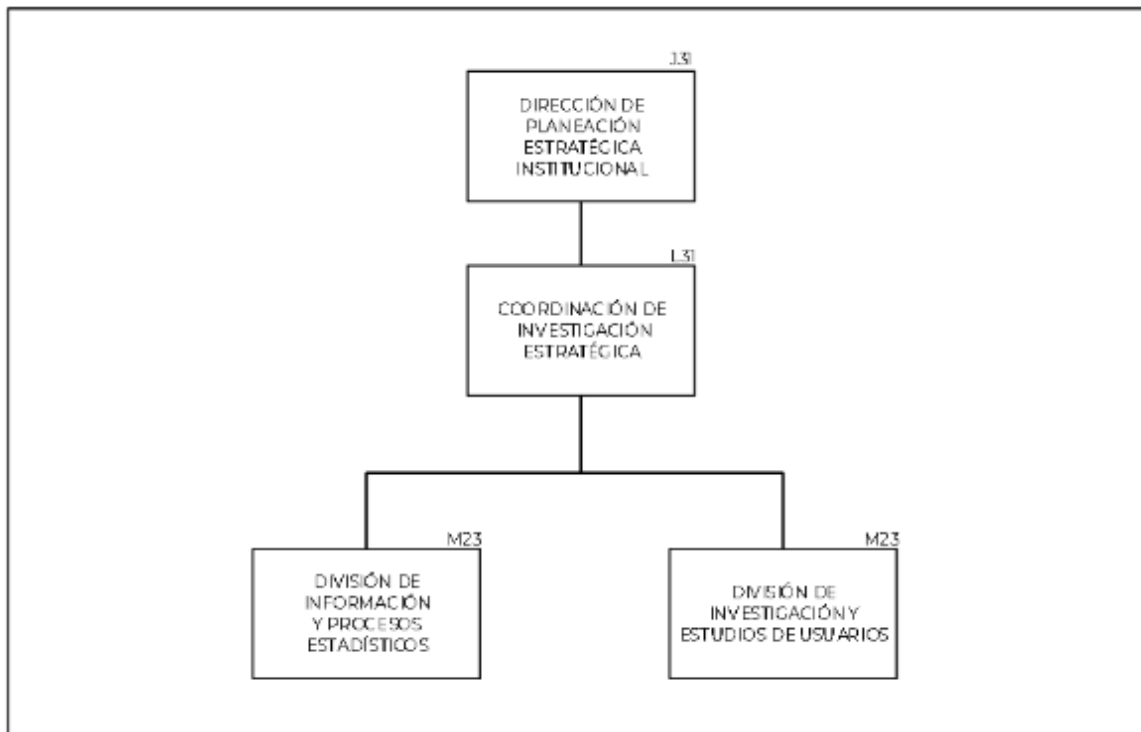 J31
DIRECCIÓN DE
PLANEACIÓN
ESTRATÉGICA
INSTITUCIONAL
L31
COORDINACIÓN DE
INVESTIGACIÓN
ESTRATÉGICA
M23
DIVISIÓN DE
INFORMACIÓN
Y PROCESOS
ESTADÍSTICOS
M23
DIVISIÓN DE
INVESTIGACIÓN Y
ESTUDIOS DE USUARIOS